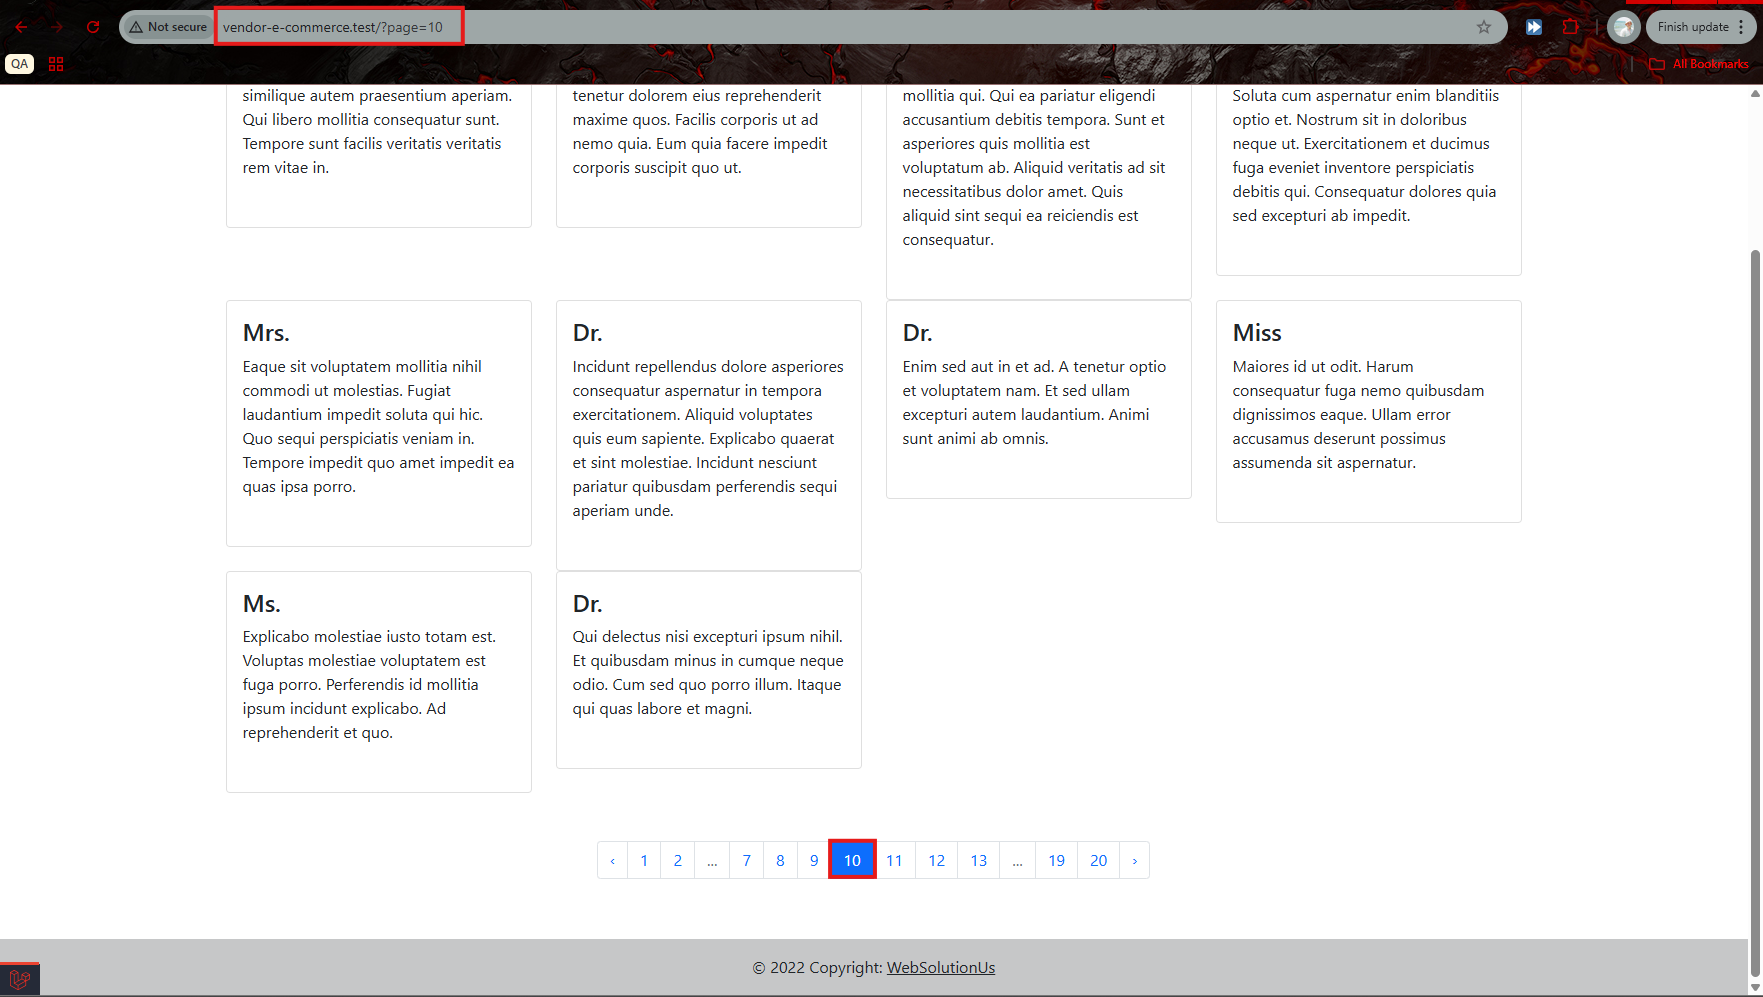 Not secure
vendor-e-commerce.test/?page=10
Finish update
QA
All Bookmarks
similique autem praesentium aperiam.
Qui libero mollitia consequatur sunt.
Tempore sunt facilis veritatis veritatis
rem vitae in.
tenetur dolorem eius reprehenderit
maxime quos. Facilis corporis ut ad
nemo quia. Eum quia facere impedit
corporis suscipit quo ut.
mollitia qui. Qui ea pariatur eligendi
accusantium debitis tempora. Sunt et
asperiores quis mollitia est
voluptatum ab. Aliquid veritatis ad sit
necessitatibus dolor amet. Quis
aliquid sint sequi ea reiciendis est
consequatur.
Soluta cum aspernatur enim blanditiis
optio et. Nostrum sit in doloribus
neque ut. Exercitationem et ducimus
fuga eveniet inventore perspiciatis
debitis qui. Consequatur dolores quia
sed excepturi ab impedit.
Mrs.
Eaque sit voluptatem mollitia nihil
commodi ut molestias. Fugiat
laudantium impedit soluta qui hic.
Quo sequi perspiciatis veniam in.
Tempore impedit quo amet impedit ea
quas ipsa porro.
Dr.
Incidunt repellendus dolore asperiores
consequatur aspernatur in tempora
exercitationem. Aliquid voluptates
quis eum sapiente. Explicabo quaerat
et sint molestiae. Incidunt nesciunt
pariatur quibusdam perferendis sequi
aperiam unde.
Dr.
Enim sed aut in et ad. A tenetur optio
et voluptatem nam. Et sed ullam
excepturi autem laudantium. Animi
sunt animi ab omnis.
Miss
Maiores id ut odit. Harum
consequatur fuga nemo quibusdam
dignissimos eaque. Ullam error
accusamus deserunt possimus
assumenda sit aspernatur.
Ms.
Explicabo molestiae iusto totam est.
Voluptas molestiae voluptatem est
fuga porro. Perferendis id mollitia
ipsum incidunt explicabo. Ad
reprehenderit et quo.
Dr.
Qui delectus nisi excepturi ipsum nihil.
Et quibusdam minus in cumque neque
odio. Cum sed quo porro illum. Itaque
qui quas labore et magni.
‹ 1 2 ... 7 8 9 10 11 12 13 ... 19 20 ›
© 2022 Copyright: WebSolutionUs